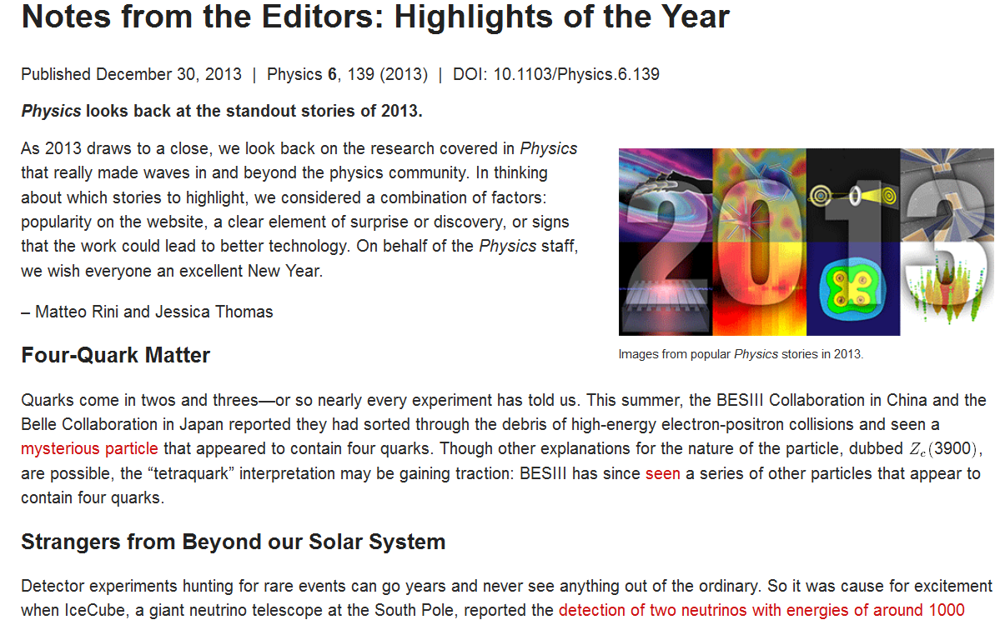 Notes from the Editors: Highlights of the Year
Published December 30, 2013 | Physics 6, 139 (2013) | DOI: 10.1103/Physics.6.139
Physics looks back at the standout stories of 2013.
As 2013 draws to a close, we look back on the research covered in Physics
that really made waves in and beyond the physics community. In thinking
about which stories to highlight, we considered a combination of factors:
popularity on the website, a clear element of surprise or discovery, or signs
that the work could lead to better technology. On behalf of the Physics staff,
we wish everyone an excellent New Year.
– Matteo Rini and Jessica Thomas
2013
Images from popular Physics stories in 2013.
Four-Quark Matter
Quarks come in twos and threes—or so nearly every experiment has told us. This summer, the BESIII Collaboration in China and the
Belle Collaboration in Japan reported they had sorted through the debris of high-energy electron-positron collisions and seen a
mysterious particle that appeared to contain four quarks. Though other explanations for the nature of the particle, dubbed Zc(3900),
are possible, the “tetraquark” interpretation may be gaining traction: BESIII has since seen a series of other particles that appear to
contain four quarks.
Strangers from Beyond our Solar System
Detector experiments hunting for rare events can go years and never see anything out of the ordinary. So it was cause for excitement
when IceCube, a giant neutrino telescope at the South Pole, reported the detection of two neutrinos with energies of around 1000